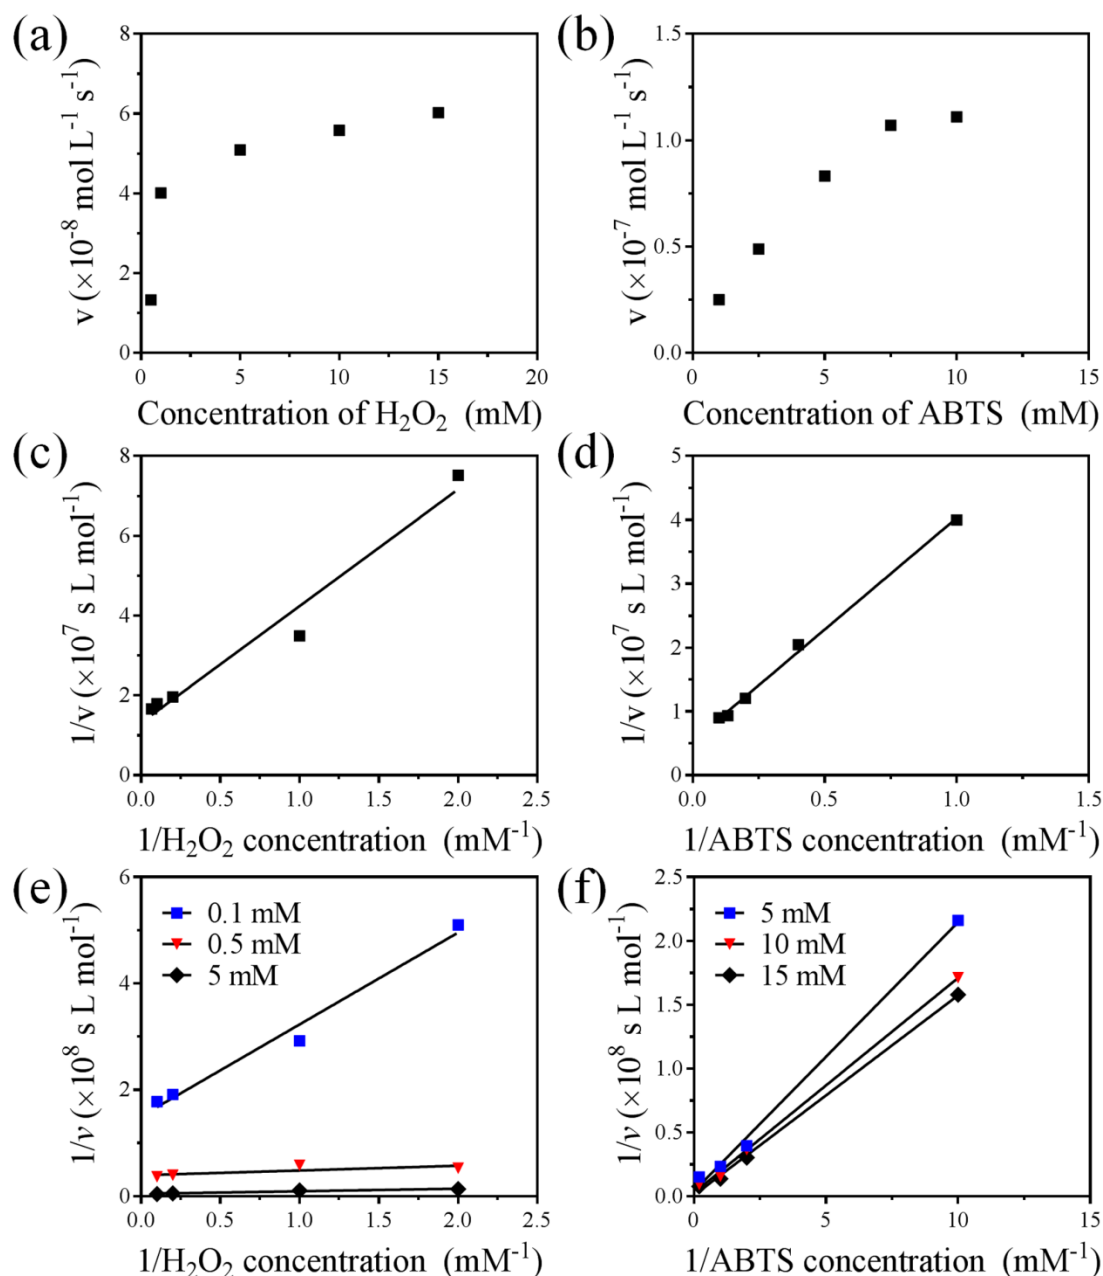 (a)
8
6
4
2
0
0
5
10
15
20
v (×10⁻⁸ mol L⁻¹ s⁻¹)
Concentration of H₂O₂ (mM)
(b)
1.5
1.0
0.5
0.0
0
5
10
15
v (×10⁻⁷ mol L⁻¹ s⁻¹)
Concentration of ABTS (mM)
(c)
8
6
4
2
0
0.0
0.5
1.0
1.5
2.0
2.5
1/v (×10⁷ s L mol⁻¹)
1/H₂O₂ concentration (mM⁻¹)
(d)
5
4
3
2
1
0
0.0
0.5
1.0
1.5
1/v (×10⁷ s L mol⁻¹)
1/ABTS concentration (mM⁻¹)
(e)
0.1 mM
0.5 mM
5 mM
6
4
2
0
0.0
0.5
1.0
1.5
2.0
2.5
1/v (×10⁸ s L mol⁻¹)
1/H₂O₂ concentration (mM⁻¹)
(f)
5 mM
10 mM
15 mM
2.5
2.0
1.5
1.0
0.5
0.0
0
5
10
15
1/v (×10⁸ s L mol⁻¹)
1/ABTS concentration (mM⁻¹)